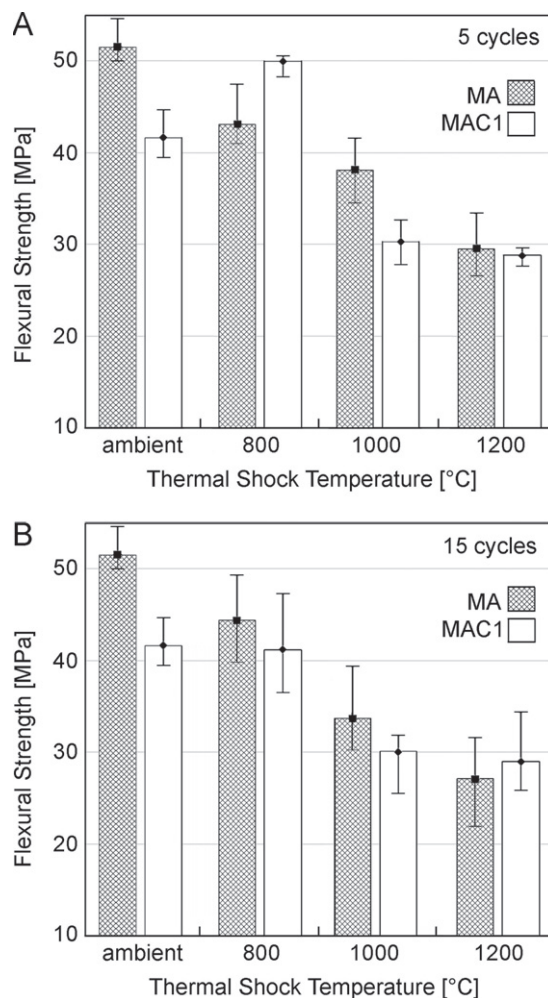 A
5 cycles
MA
MAC1
Flexural Strength [MPa]
50
40
30
20
10
ambient 800 1000 1200
Thermal Shock Temperature [°C]
B
15 cycles
MA
MAC1
Flexural Strength [MPa]
50
40
30
20
10
ambient 800 1000 1200
Thermal Shock Temperature [°C]